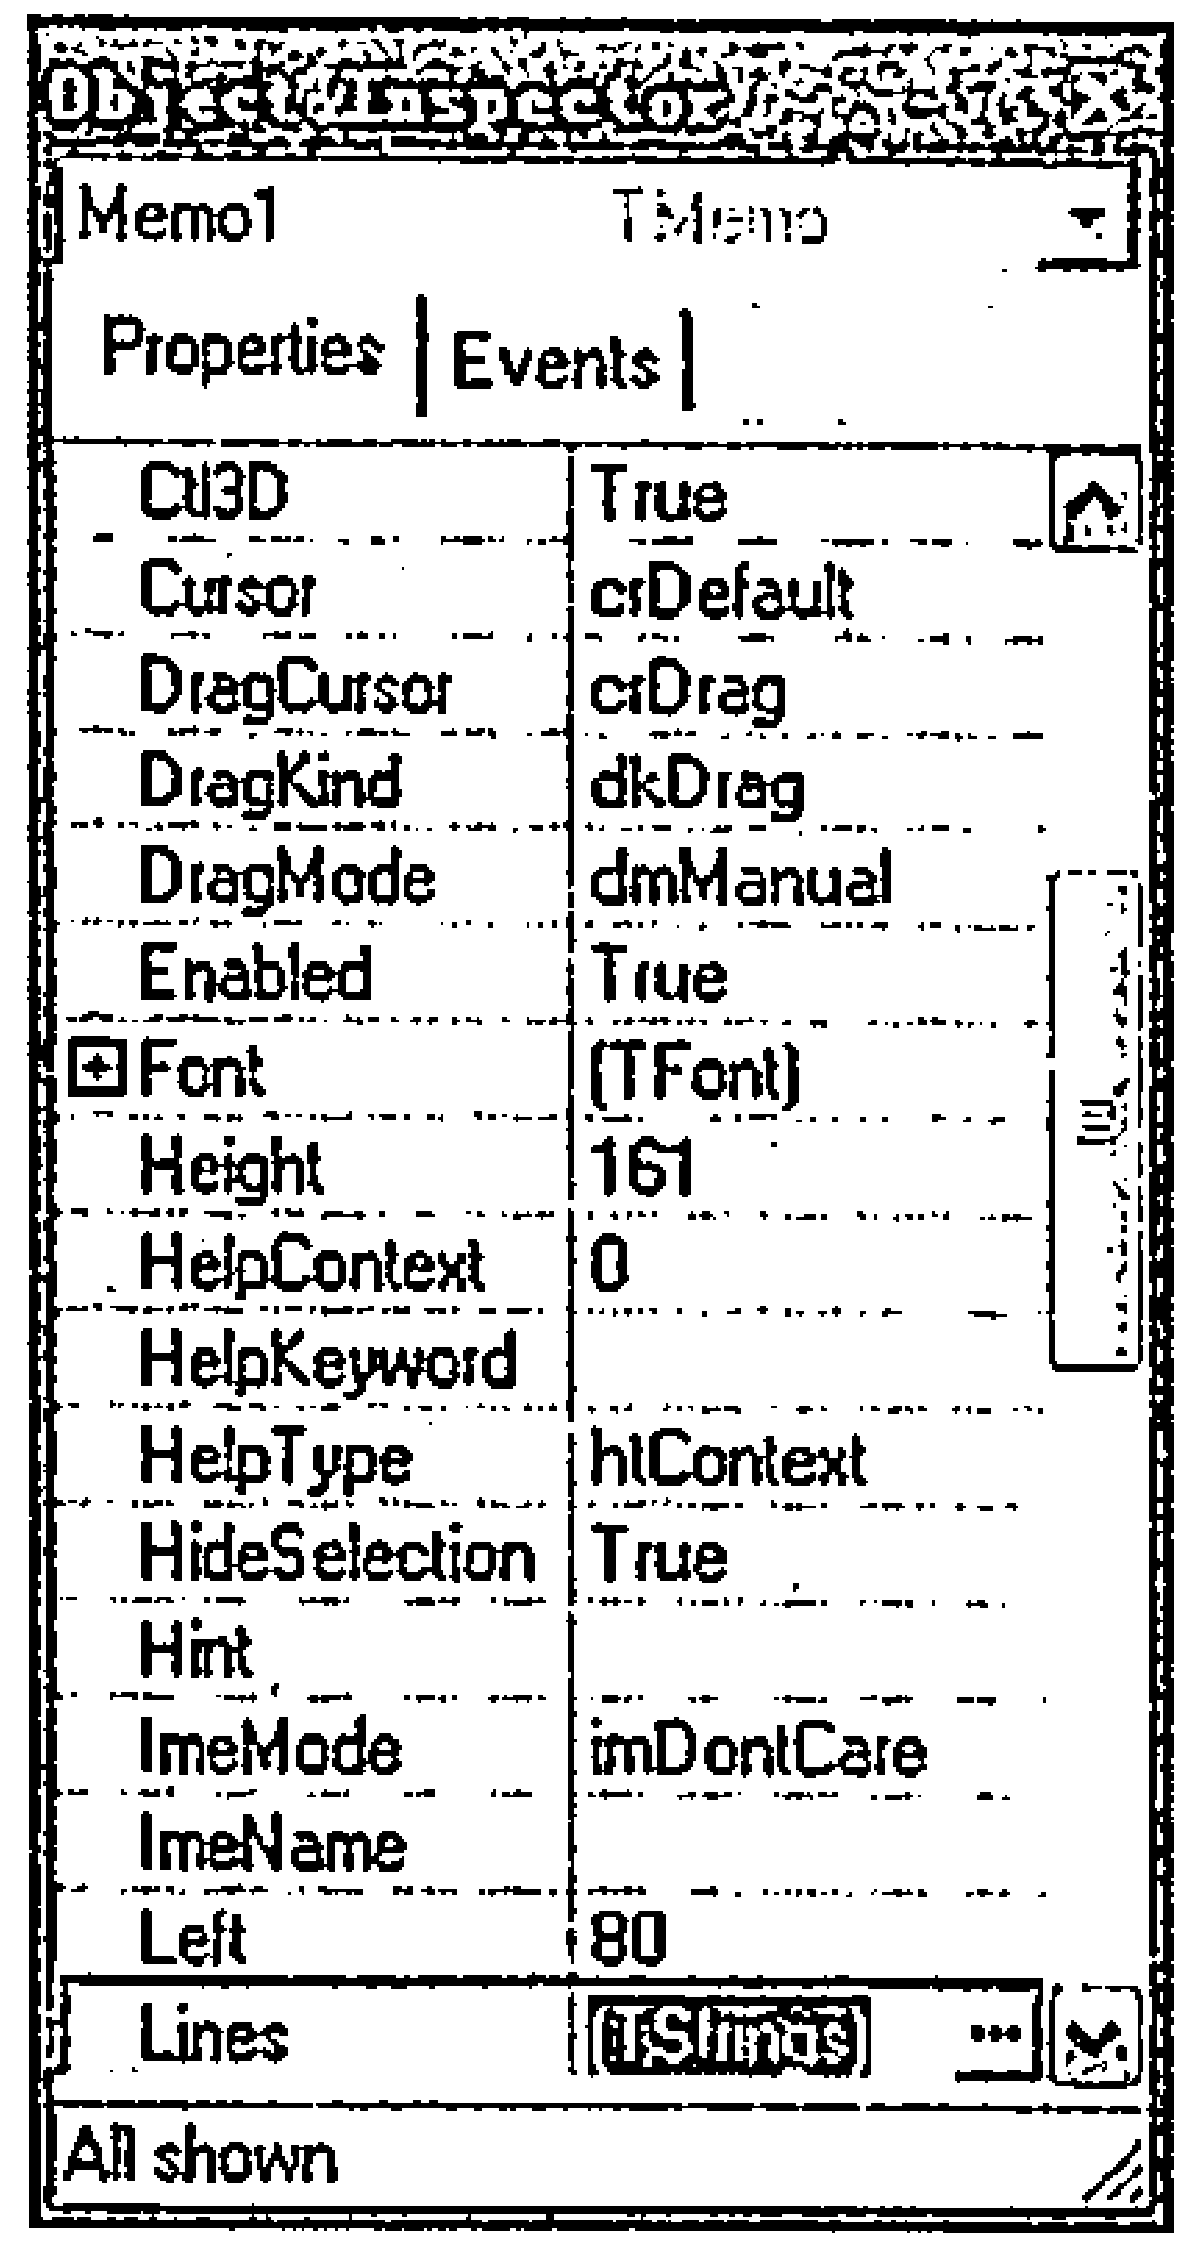 Object Inspector
Memo1 TMemo
Properties Events
Ctl3D True
Cursor crDefault
DragCursor crDrag
DragKind dkDrag
DragMode dmManual
Enabled True
Font (TFont)
Height 161
HelpContext 0
HelpKeyword
HelpType htContext
HideSelection True
Hint
ImeMode imDontCare
ImeName
Left 80
Lines (TStrings) ...
All shown